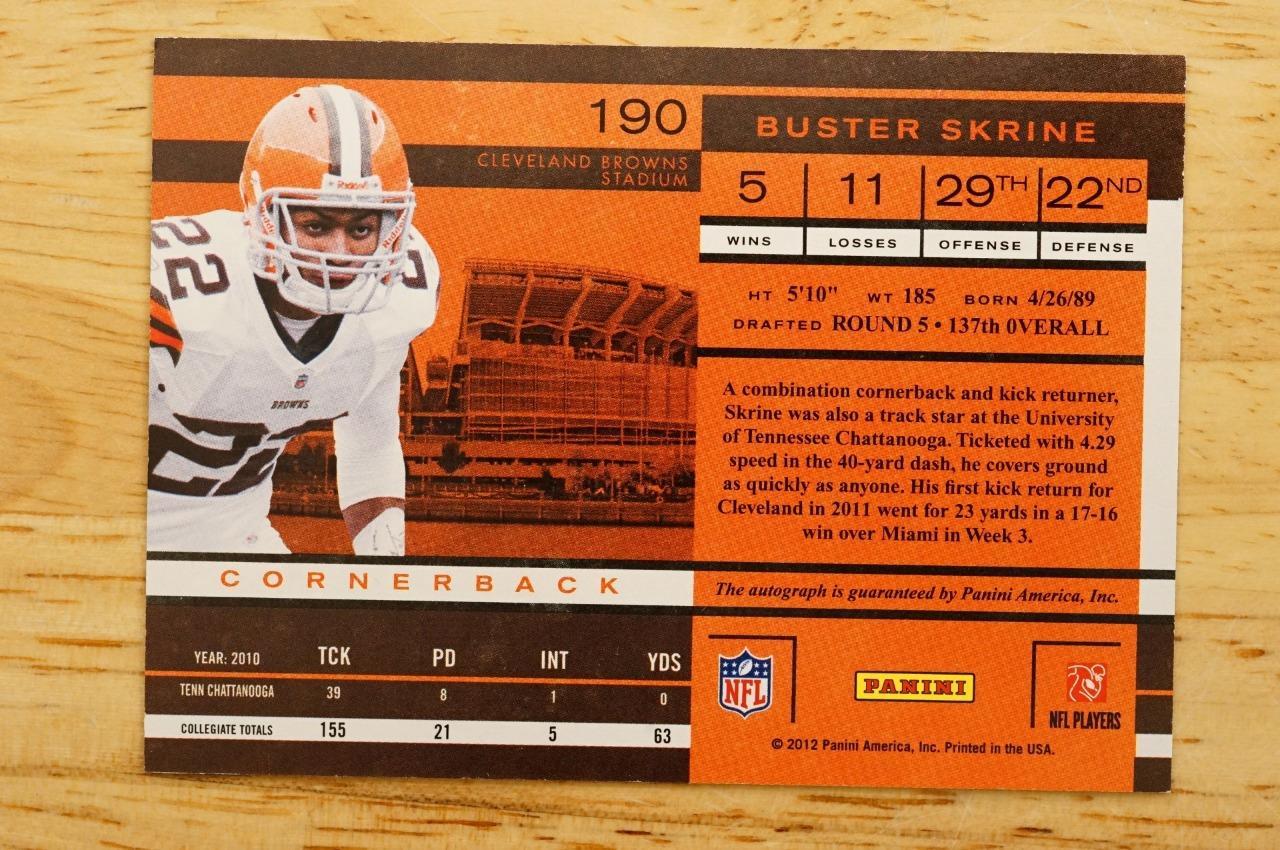 190
CLEVELAND BROWNS
STADIUM
Riddell
22
2
BROWNS
22
CORNERBACK
YEAR: 2010 TCK PD INT YDS
TENN CHATTANOOGA 39 8 1 0
COLLEGIATE TOTALS 155 21 5 63
BUSTER SKRINE
5 11 29TH 22ND
WINS LOSSES OFFENSE DEFENSE
HT 5'10" WT 185 BORN 4/26/89
DRAFTED ROUND 5 • 137th 0VERALL
A combination cornerback and kick returner,
Skrine was also a track star at the University
of Tennessee Chattanooga. Ticketed with 4.29
speed in the 40-yard dash, he covers ground
as quickly as anyone. His first kick return for
Cleveland in 2011 went for 23 yards in a 17-16
win over Miami in Week 3.
The autograph is guaranteed by Panini America, Inc.
NFL
PANINI
NFL PLAYERS
© 2012 Panini America, Inc. Printed in the USA.